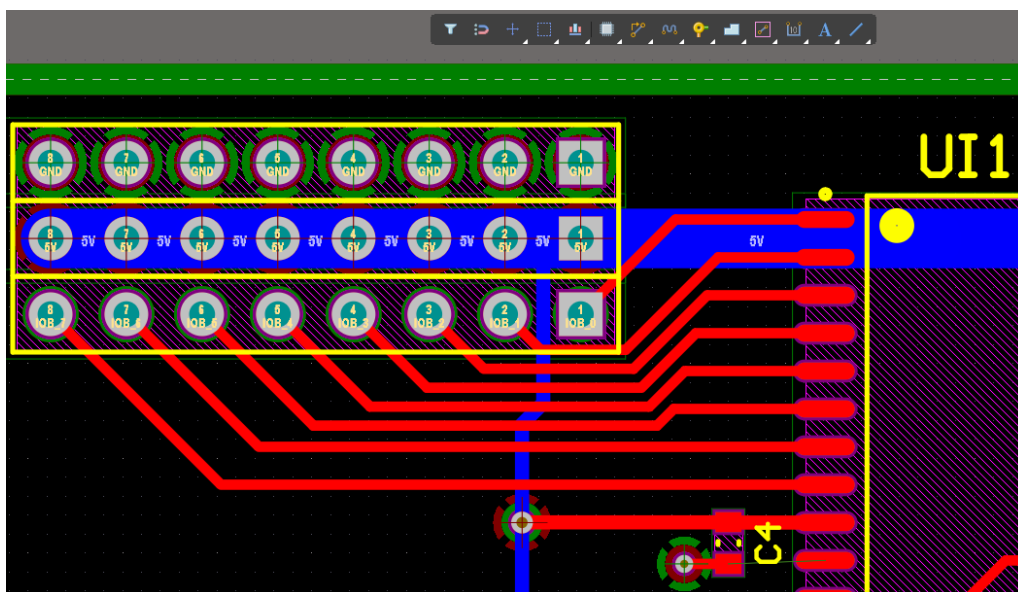 10 A
UI1
8 7 6 5 4 3 2 1
GND GND GND GND GND GND GND GND
8 7 6 5 4 3 2 1
5V 5V 5V 5V 5V 5V 5V 5V 5V 5V 5V 5V 5V 5V 5V 5V
8 7 6 5 4 3 2 1
IOB_7 IOB_6 IOB_5 IOB_4 IOB_3 IOB_2 IOB_1 IOB_0
C4